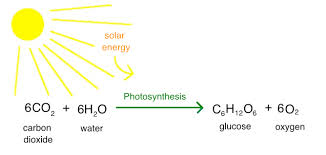 solar
energy
Photosynthesis
6CO₂ + 6H₂O C₆H₁₂O₆ + 6O₂
carbon
dioxide water glucose oxygen